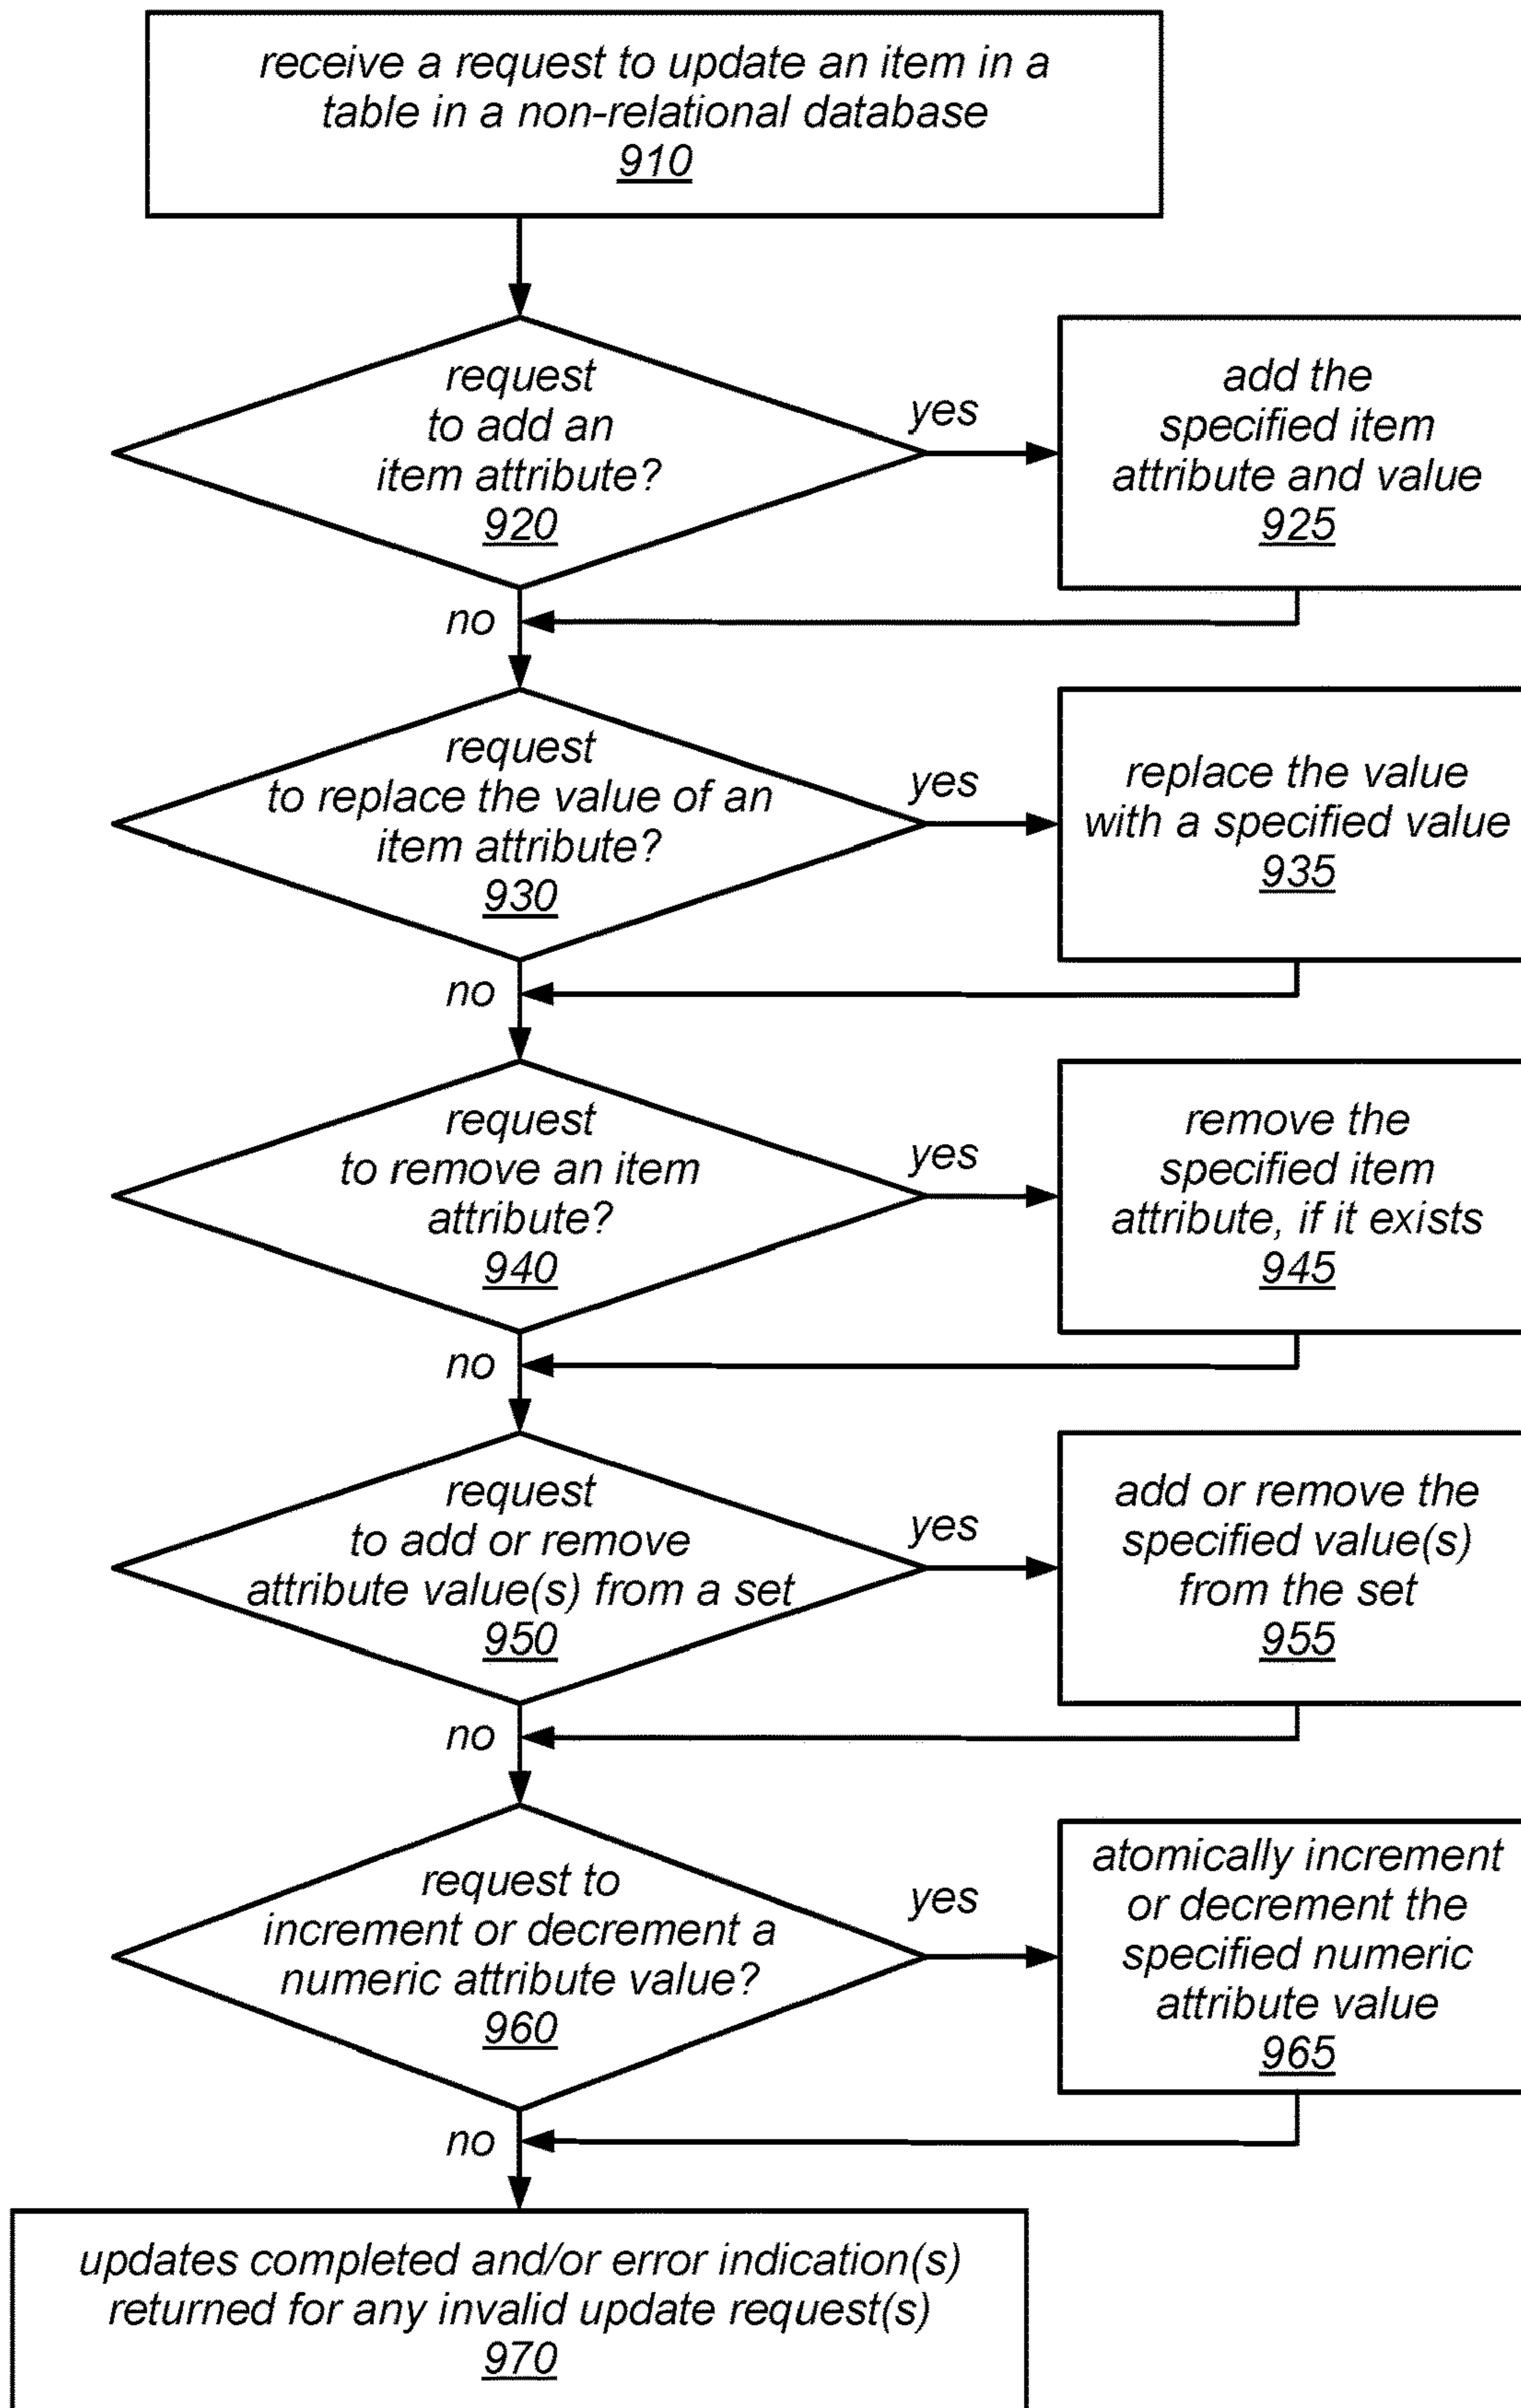 receive a request to update an item in a
table in a non-relational database
910
request
to add an
item attribute?
920
yes
add the
specified item
attribute and value
925
no
request
to replace the value of an
item attribute?
930
yes
replace the value
with a specified value
935
no
request
to remove an item
attribute?
940
yes
remove the
specified item
attribute, if it exists
945
no
request
to add or remove
attribute value(s) from a set
950
yes
add or remove the
specified value(s)
from the set
955
no
request to
increment or decrement a
numeric attribute value?
960
yes
atomically increment
or decrement the
specified numeric
attribute value
965
no
updates completed and/or error indication(s)
returned for any invalid update request(s)
970